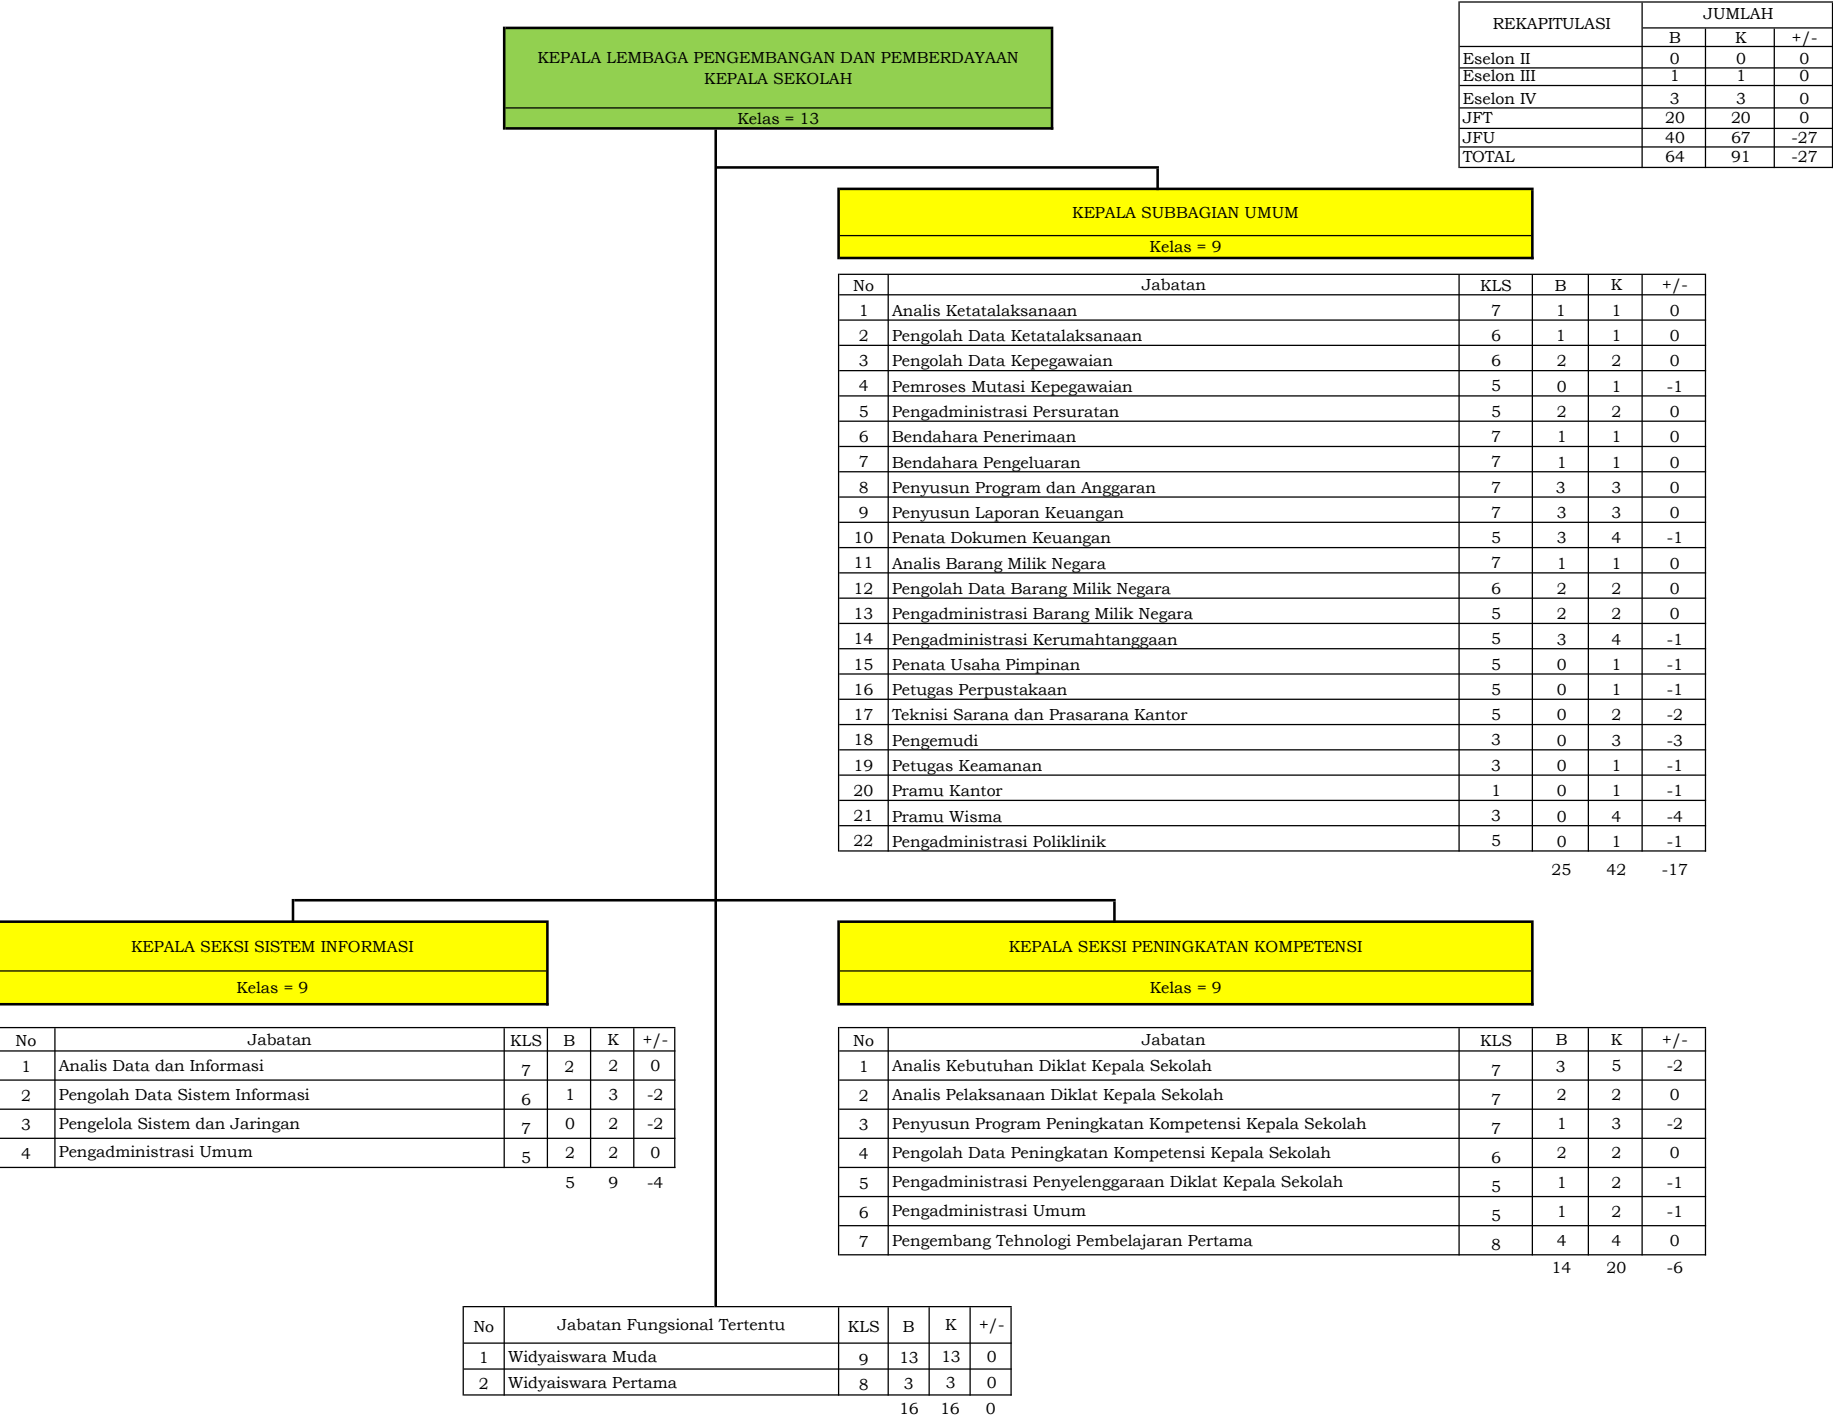 REKAPITULASI JUMLAH
B K +/-
Eselon II 0 0 0
Eselon III 1 1 0
Eselon IV 3 3 0
JFT 20 20 0
JFU 40 67 -27
TOTAL 64 91 -27
KEPALA LEMBAGA PENGEMBANGAN DAN PEMBERDAYAAN
KEPALA SEKOLAH
Kelas = 13
KEPALA SUBBAGIAN UMUM
Kelas = 9
No Jabatan KLS B K +/-
1 Analis Ketatalaksanaan 7 1 1 0
2 Pengolah Data Ketatalaksanaan 6 1 1 0
3 Pengolah Data Kepegawaian 6 2 2 0
4 Pemroses Mutasi Kepegawaian 5 0 1 -1
5 Pengadministrasi Persuratan 5 2 2 0
6 Bendahara Penerimaan 7 1 1 0
7 Bendahara Pengeluaran 7 1 1 0
8 Penyusun Program dan Anggaran 7 3 3 0
9 Penyusun Laporan Keuangan 7 3 3 0
10 Penata Dokumen Keuangan 5 3 4 -1
11 Analis Barang Milik Negara 7 1 1 0
12 Pengolah Data Barang Milik Negara 6 2 2 0
13 Pengadministrasi Barang Milik Negara 5 2 2 0
14 Pengadministrasi Kerumahtanggaan 5 3 4 -1
15 Penata Usaha Pimpinan 5 0 1 -1
16 Petugas Perpustakaan 5 0 1 -1
17 Teknisi Sarana dan Prasarana Kantor 5 0 2 -2
18 Pengemudi 3 0 3 -3
19 Petugas Keamanan 3 0 1 -1
20 Pramu Kantor 1 0 1 -1
21 Pramu Wisma 3 0 4 -4
22 Pengadministrasi Poliklinik 5 0 1 -1
25 42 -17
KEPALA SEKSI SISTEM INFORMASI
Kelas = 9
No Jabatan KLS B K +/-
1 Analis Data dan Informasi 7 2 2 0
2 Pengolah Data Sistem Informasi 6 1 3 -2
3 Pengelola Sistem dan Jaringan 7 0 2 -2
4 Pengadministrasi Umum 5 2 2 0
5 9 -4
KEPALA SEKSI PENINGKATAN KOMPETENSI
Kelas = 9
No Jabatan KLS B K +/-
1 Analis Kebutuhan Diklat Kepala Sekolah 7 3 5 -2
2 Analis Pelaksanaan Diklat Kepala Sekolah 7 2 2 0
3 Penyusun Program Peningkatan Kompetensi Kepala Sekolah 7 1 3 -2
4 Pengolah Data Peningkatan Kompetensi Kepala Sekolah 6 2 2 0
5 Pengadministrasi Penyelenggaraan Diklat Kepala Sekolah 5 1 2 -1
6 Pengadministrasi Umum 5 1 2 -1
7 Pengembang Tehnologi Pembelajaran Pertama 8 4 4 0
14 20 -6
No Jabatan Fungsional Tertentu KLS B K +/-
1 Widyaiswara Muda 9 13 13 0
2 Widyaiswara Pertama 8 3 3 0
16 16 0